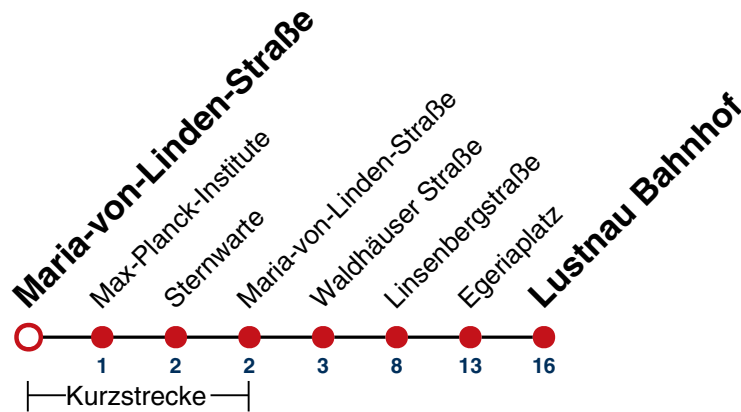 Maria-von-Linden-Straße
Max-Planck-Institute
Sternwarte
Maria-von-Linden-Straße
Waldhäuser Straße
Linsenbergstraße
Egeriaplatz
Lustnau Bahnhof
1 2 2 3 8 13 16
Kurzstrecke